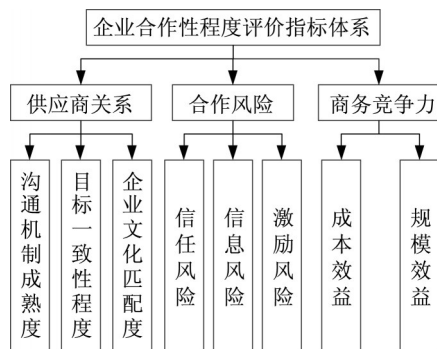 企业合作性程度评价指标体系
供应商关系
合作风险
商务竞争力
沟通机制成熟度
目标一致性程度
企业文化匹配度
信任风险
信息风险
激励风险
成本效益
规模效益